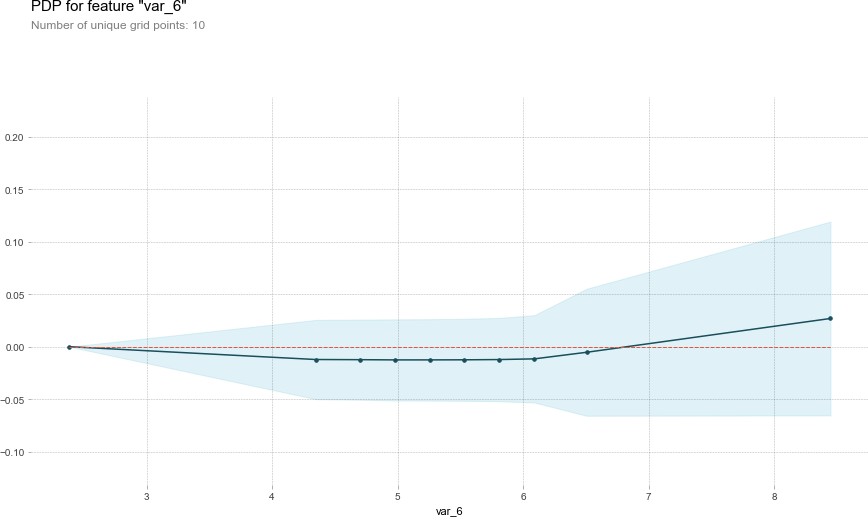 PDP for feature "var_6"
Number of unique grid points: 10
0.20
0.15
0.10
0.05
0.00
−0.05
−0.10
3 4 5 6 7 8
var_6